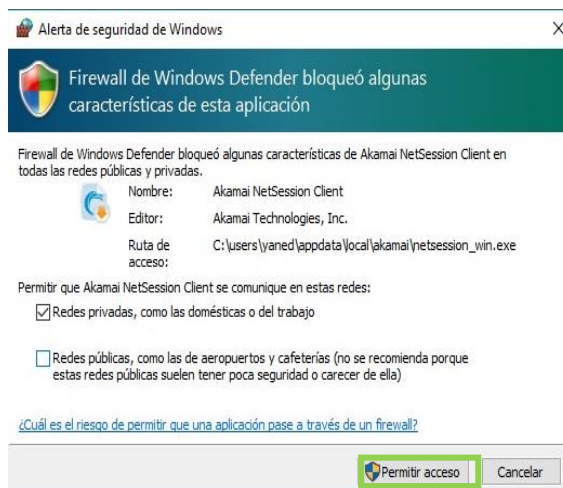 Alerta de seguridad de Windows
Firewall de Windows Defender bloqueó algunas
características de esta aplicación
Firewall de Windows Defender bloqueó algunas características de Akamai NetSession Client en
todas las redes públicas y privadas.
Nombre: Akamai NetSession Client
Editor: Akamai Technologies, Inc.
Ruta de C:\users\yaned\appdata\local\akamai\netsession_win.exe
acceso:
Permitir que Akamai NetSession Client se comunique en estas redes:
Redes privadas, como las domésticas o del trabajo
Redes públicas, como las de aeropuertos y cafeterías (no se recomienda porque
estas redes públicas suelen tener poca seguridad o carecer de ella)
¿Cuál es el riesgo de permitir que una aplicación pase a través de un firewall?
Permitir acceso Cancelar